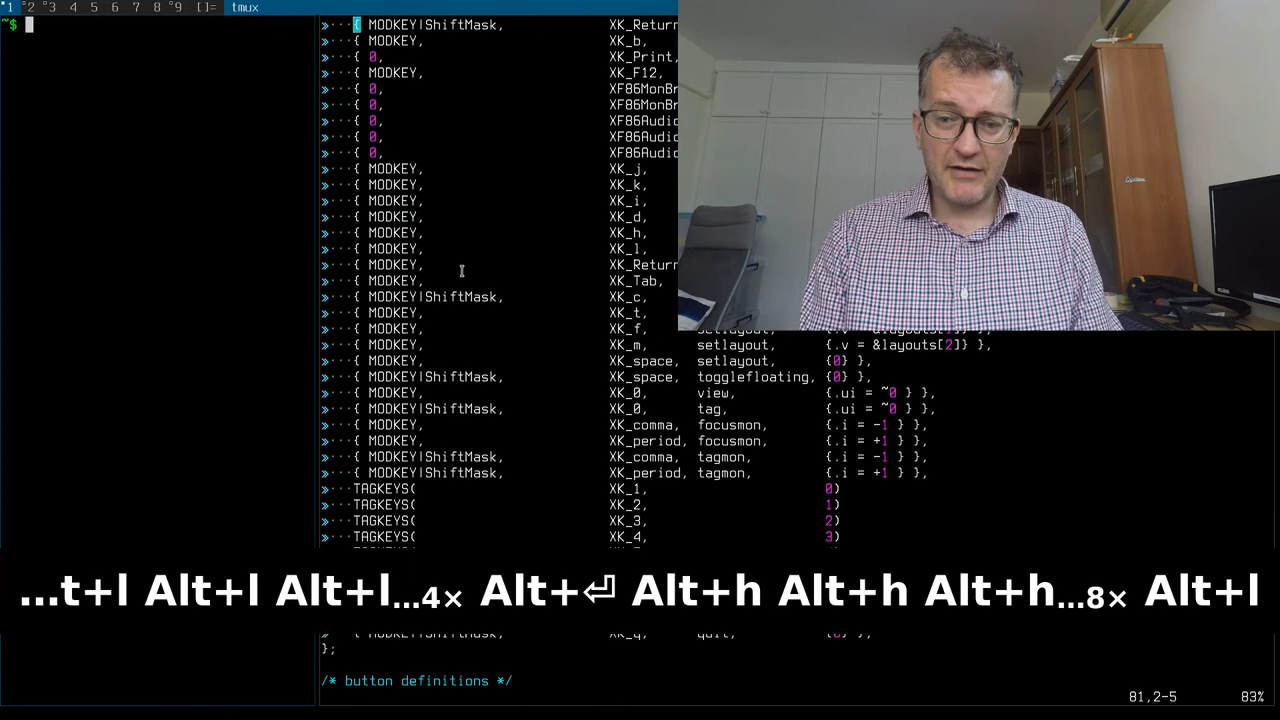 1 2 3 4 5 6 7 8 9 []= tmux
~$
»···{ MODKEY|ShiftMask, XK_Return
»···{ MODKEY, XK_b,
»···{ 0, XK_Print,
»···{ MODKEY, XK_F12,
»···{ 0, XF86MonBr
»···{ 0, XF86MonBr
»···{ 0, XF86Audio
»···{ 0, XF86Audio
»···{ 0, XF86Audio
»···{ MODKEY, XK_j,
»···{ MODKEY, XK_k,
»···{ MODKEY, XK_i,
»···{ MODKEY, XK_d,
»···{ MODKEY, XK_h,
»···{ MODKEY, XK_l,
»···{ MODKEY, XK_Return
»···{ MODKEY, XK_Tab,
»···{ MODKEY|ShiftMask, XK_c,
»···{ MODKEY, XK_t,
»···{ MODKEY, XK_f, setlayout,
»···{ MODKEY, XK_m, setlayout, {.v = &layouts[2]} },
»···{ MODKEY, XK_space, setlayout, {0} },
»···{ MODKEY|ShiftMask, XK_space, togglefloating, {0} },
»···{ MODKEY, XK_0, view, {.ui = ~0 } },
»···{ MODKEY|ShiftMask, XK_0, tag, {.ui = ~0 } },
»···{ MODKEY, XK_comma, focusmon, {.i = -1 } },
»···{ MODKEY, XK_period, focusmon, {.i = +1 } },
»···{ MODKEY|ShiftMask, XK_comma, tagmon, {.i = -1 } },
»···{ MODKEY|ShiftMask, XK_period, tagmon, {.i = +1 } },
»···TAGKEYS( XK_1, 0)
»···TAGKEYS( XK_2, 1)
»···TAGKEYS( XK_3, 2)
»···TAGKEYS( XK_4, 3)
...t+l Alt+l Alt+l...4× Alt+⏎ Alt+h Alt+h Alt+h...8× Alt+l
»···{ MODKEY|ShiftMask, XK_q, quit, {0} },
};
/* button definitions */
81,2-5 83%